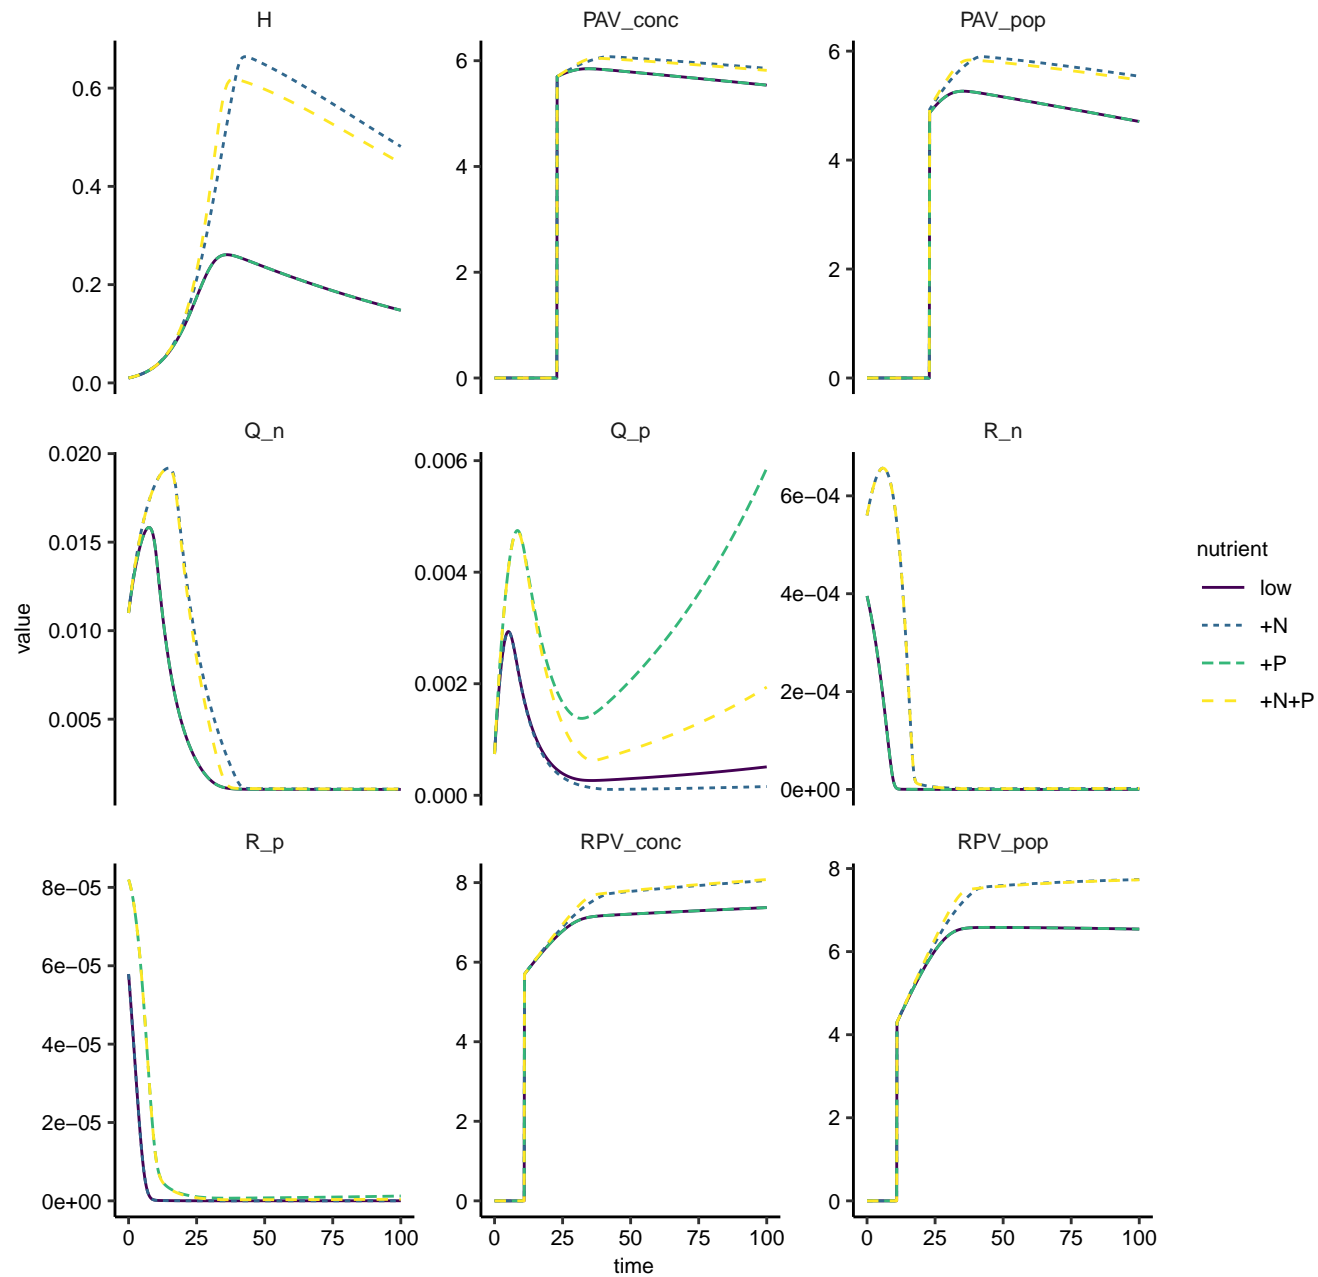 H
PAV_conc
PAV_pop
0.6
0.4
0.2
0.0
6
4
2
0
6
4
2
0
Q_n
Q_p
R_n
0.020
0.015
0.010
0.005
0.006
0.004
0.002
0.000
6e−04
4e−04
2e−04
0e+00
value
nutrient
low
+N
+P
+N+P
R_p
RPV_conc
RPV_pop
8e−05
6e−05
4e−05
2e−05
0e+00
8
6
4
2
0
8
6
4
2
0
0 25 50 75 100
0 25 50 75 100
0 25 50 75 100
time